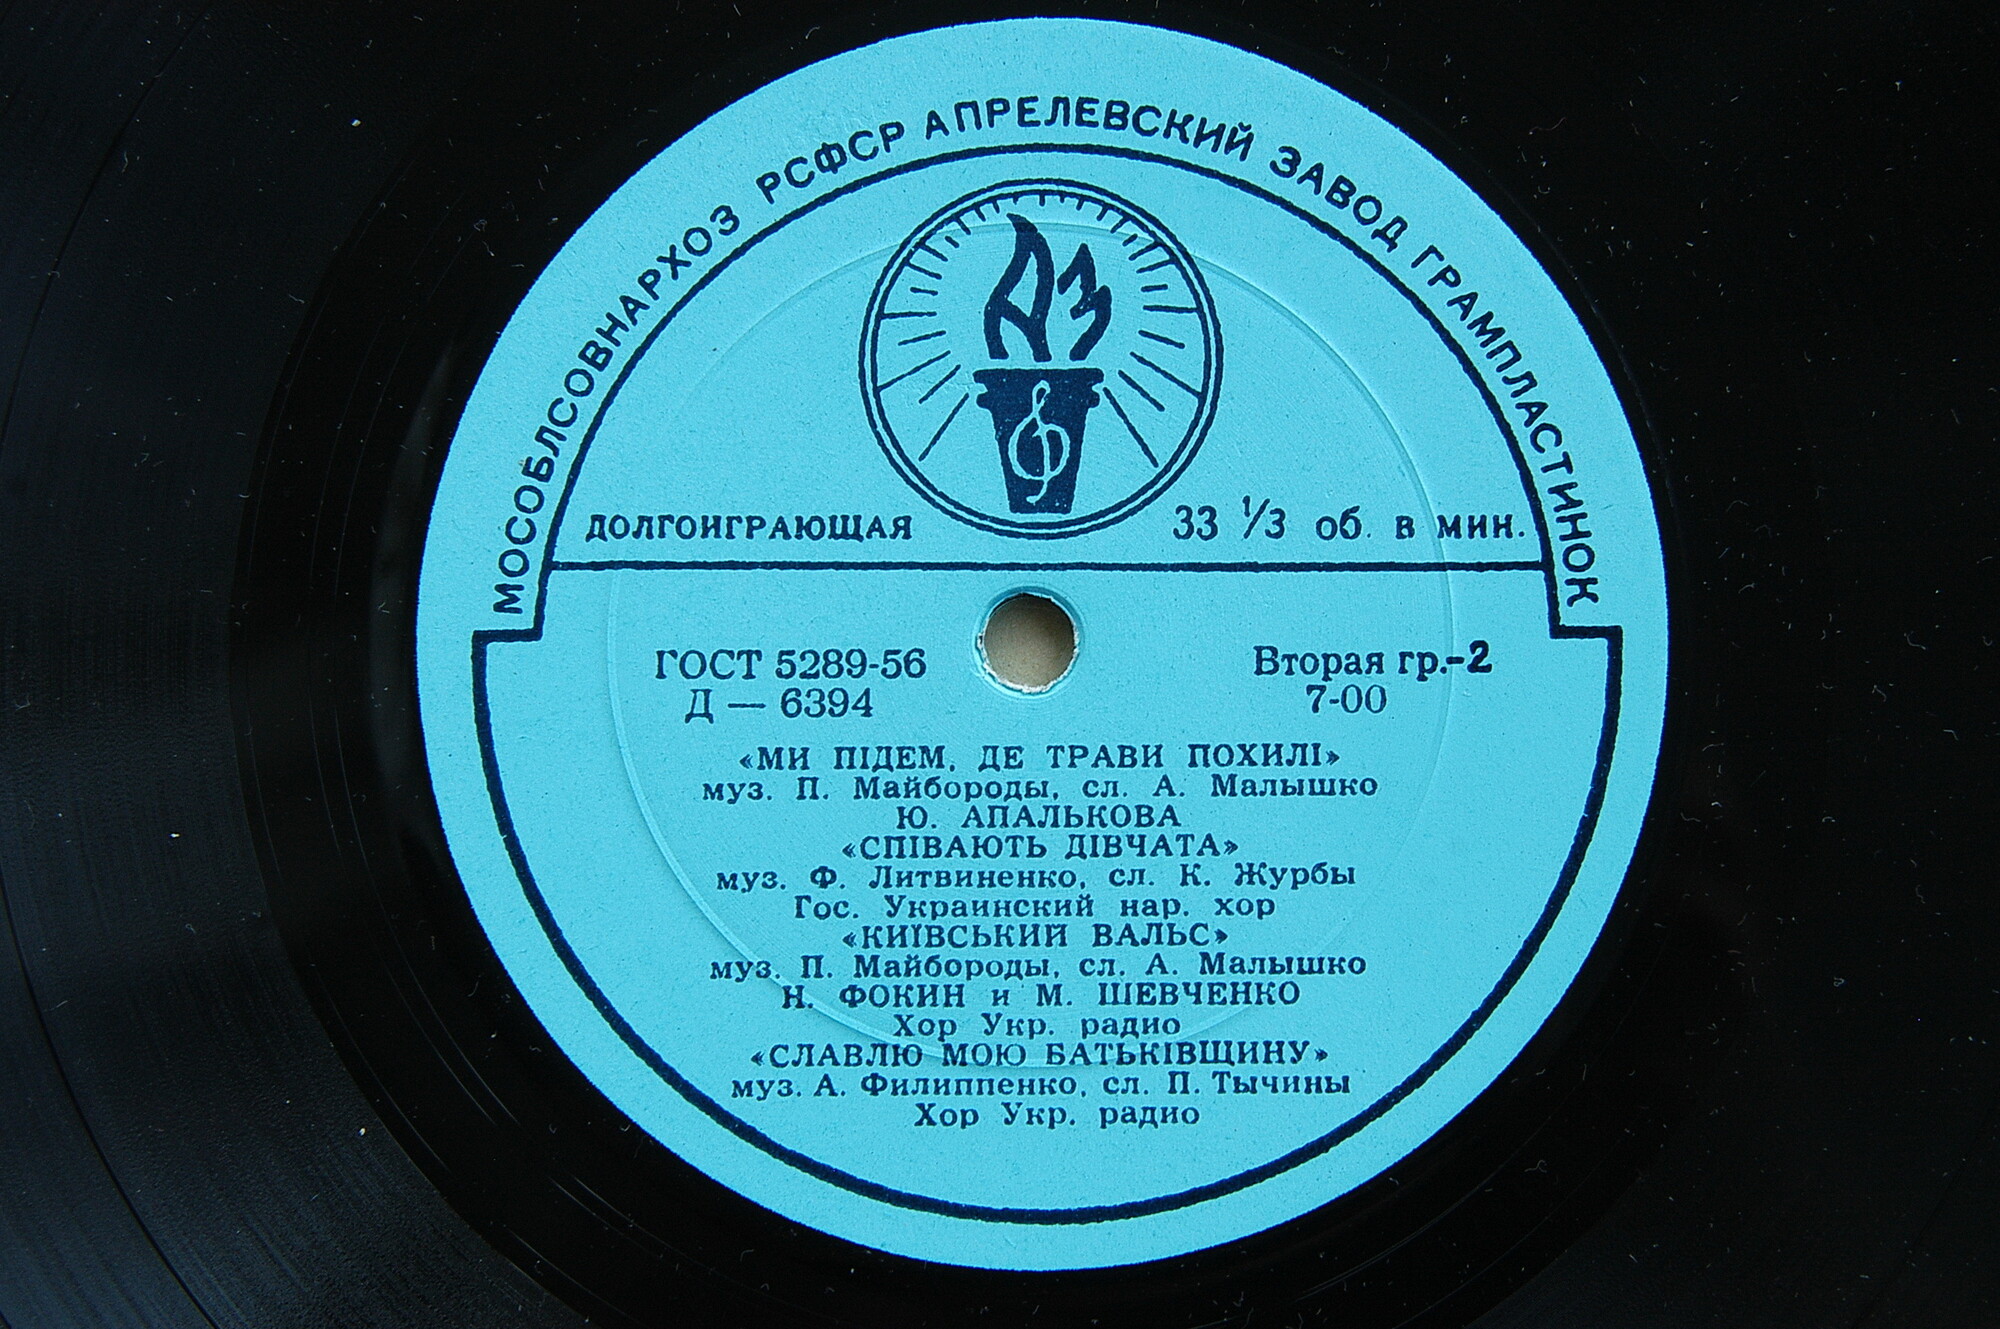 МОСОБЛСОВНАРХОЗ РСФСР АПРЕЛЕВСКИЙ ЗАВОД ГРАМПЛАСТИНОК
АЗ
ДОЛГОИГРАЮЩАЯ 33 1/3 об. в мин.
ГОСТ 5289-56 Вторая гр.-2
Д — 6394 7-00
«МИ ПІДЕМ, ДЕ ТРАВИ ПОХИЛІ»
муз. П. Майбороды, сл. А. Малышко
Ю. АПАЛЬКОВА
«СПІВАЮТЬ ДІВЧАТА»
муз. Ф. Литвиненко, сл. К. Журбы
Гос. Украинский нар. хор
«КИЇВСЬКИЙ ВАЛЬС»
муз. П. Майбороды, сл. А. Малышко
Н. ФОКИН и М. ШЕВЧЕНКО
Хор Укр. радио
«СЛАВЛЮ МОЮ БАТЬКІВЩИНУ»
муз. А. Филиппенко, сл. П. Тычины
Хор Укр. радио